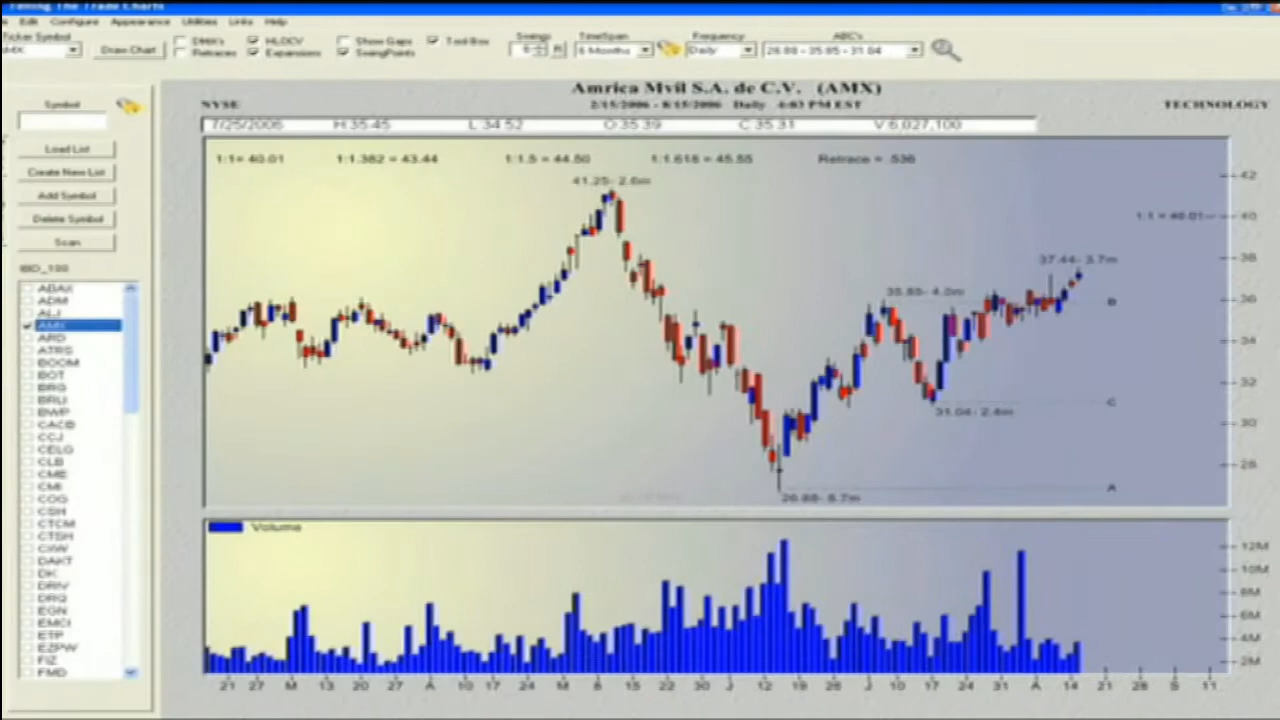 Timing The Trade Charts
Edit Configure Appearance Utilities Links Help
Ticker Symbol
AMX
Draw Chart
DMA's
Retraces
HLOCV
Expansions
Show Gaps
SwingPoints
Tool Box
Swings
TimeSpan
6 Months
Frequency
Daily
ABC's
26.88 - 35.85 - 31.04
Symbol
Load List
Create New List
Add Symbol
Delete Symbol
Scan
IBD_100
ABAX
ADM
ALJ
AMX
ARD
ATRS
BOOM
BOT
BRG
BRLI
BWP
CACB
CCJ
CELG
CLB
CME
CMI
COG
CSH
CTCM
CTSH
CXW
DAKT
DK
DRIV
DRQ
EGN
EMCI
ETP
EZPW
FIZ
FMD
Amrica Mvil S.A. de C.V. (AMX)
NYSE
2/15/2006 - 8/15/2006 Daily 4:03 PM EST
TECHNOLOGY
7/25/2006 H:35.45 L:34.52 O:35.39 C:35.31 V:6,027,100
1:1= 40.01 1:1.382 = 43.44 1:1.5 = 44.50 1:1.618 = 45.55 Retrace = .536
41.25- 2.6m
42
1:1 = 40.01
40
37.44- 3.7m
38
35.85- 4.0m
B
36
34
32
C
31.04- 2.4m
30
28
A
26.88- 6.7m
Volume
12M
10M
8M
6M
4M
2M
21 27 M 13 20 27 A 10 17 24 M 8 15 22 30 J 12 19 26 J 10 17 24 31 A 14 21 28 S 11